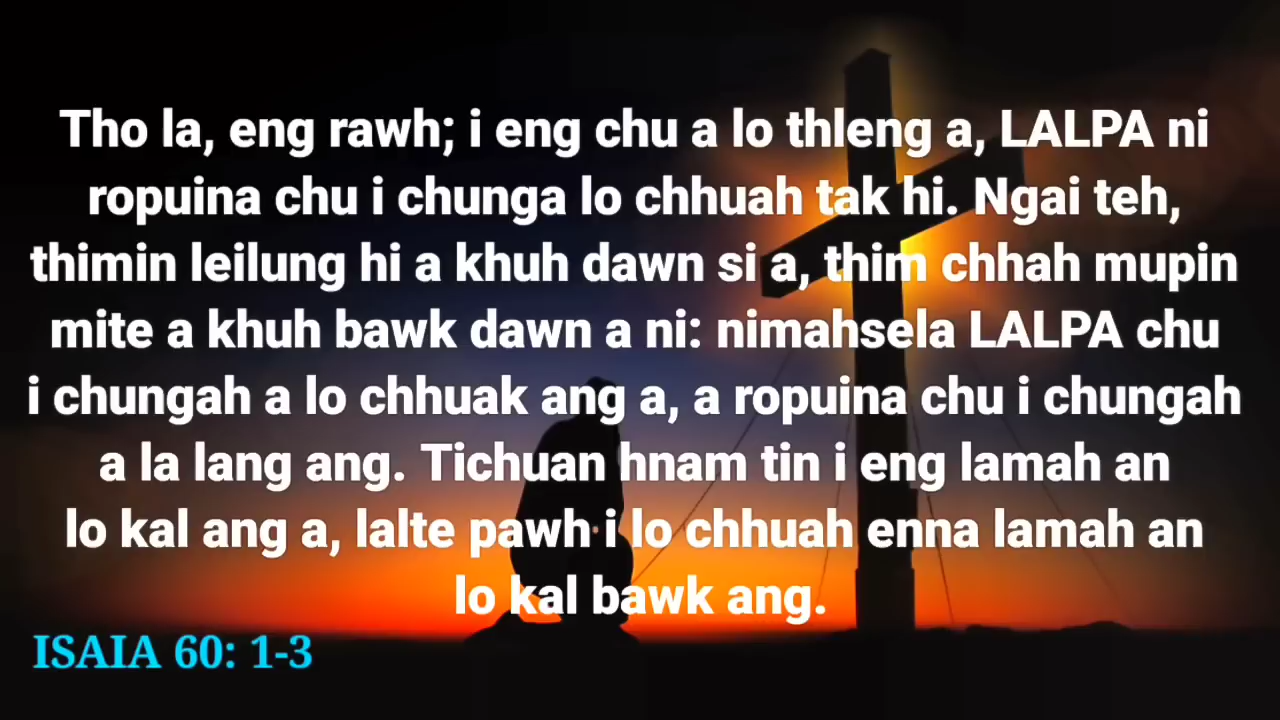 Tho la, eng rawh; i eng chu a lo thleng a, LALPA ni
ropuina chu i chunga lo chhuah tak hi. Ngai teh,
thimin leilung hi a khuh dawn si a, thim chhah mupin
mite a khuh bawk dawn a ni: nimahsela LALPA chu
i chungah a lo chhuak ang a, a ropuina chu i chungah
a la lang ang. Tichuan hnam tin i eng lamah an
lo kal ang a, lalte pawh i lo chhuah enna lamah an
lo kal bawk ang.
ISAIA 60: 1-3